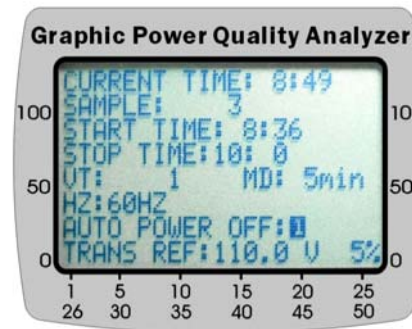 Graphic Power Quality Analyzer
CURRENT TIME: 8:49
SAMPLE: 3
START TIME: 8:36
STOP TIME:10: 0
VT: 1 MD: 5min
HZ:60HZ
AUTO POWER OFF:1
TRANS REF:110.0 V 5%
100
50
0
10
50
0
1 5 10 15 20 25
26 30 35 40 45 50